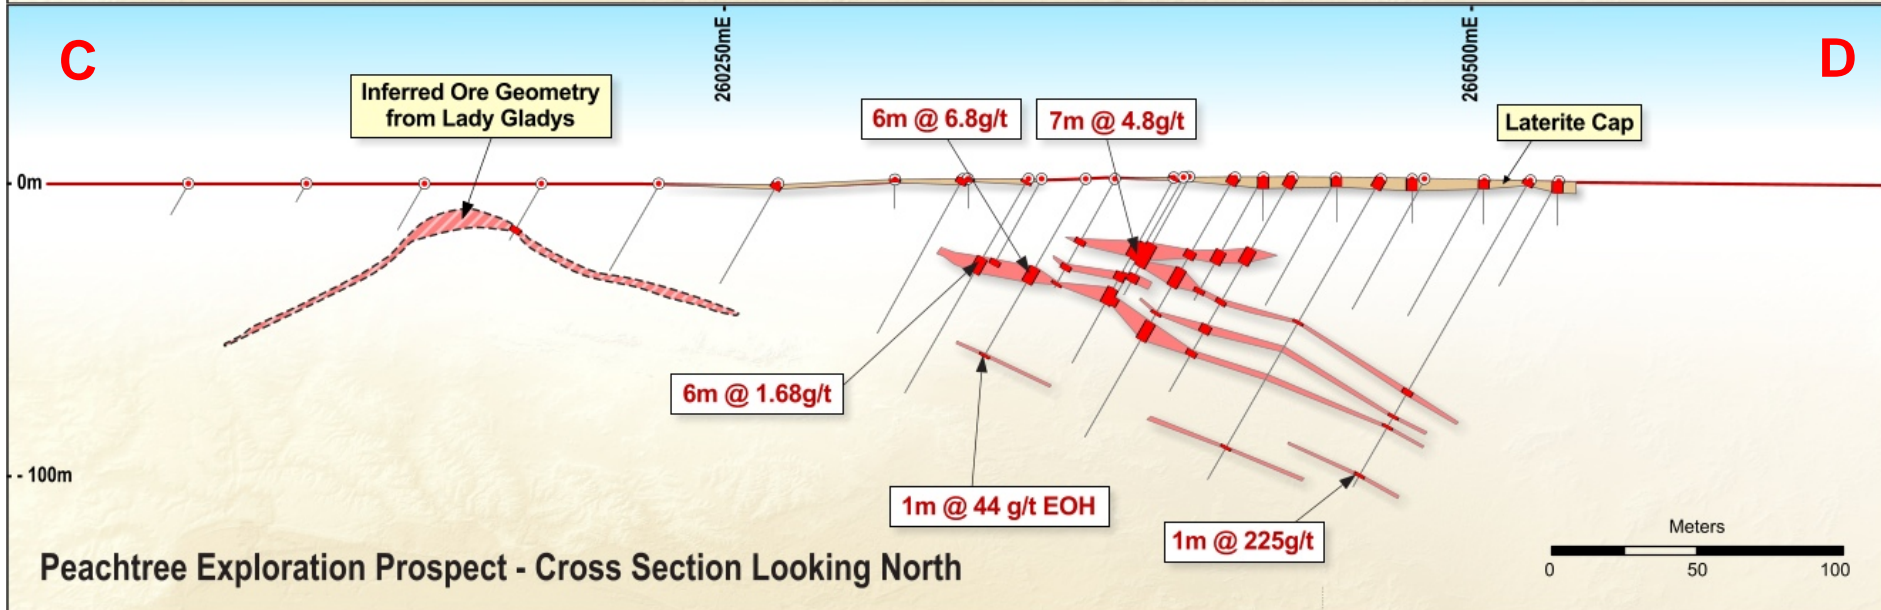 C
260250mE
260500mE
D
Inferred Ore Geometry
from Lady Gladys
6m @ 6.8g/t
7m @ 4.8g/t
Laterite Cap
0m
6m @ 1.68g/t
- 100m
1m @ 44 g/t EOH
1m @ 225g/t
Meters
0 50 100
Peachtree Exploration Prospect - Cross Section Looking North